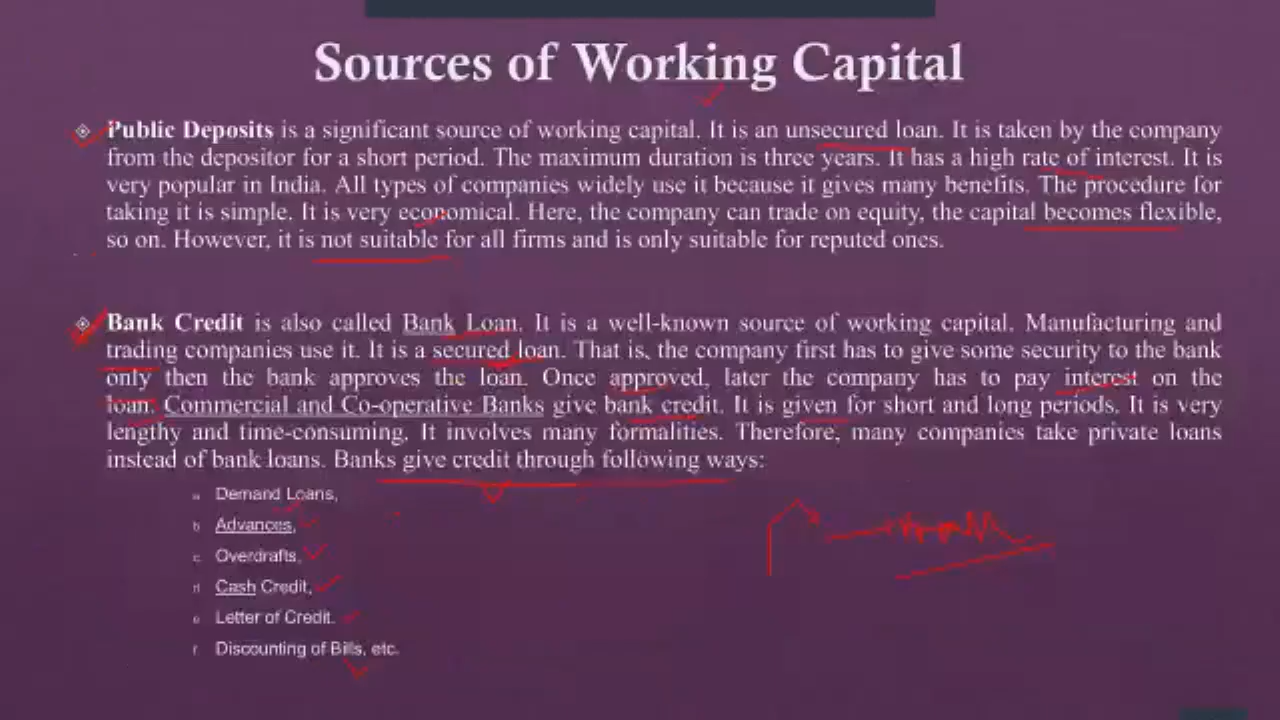 Sources of Working Capital
Public Deposits is a significant source of working capital. It is an unsecured loan. It is taken by the company
from the depositor for a short period. The maximum duration is three years. It has a high rate of interest. It is
very popular in India. All types of companies widely use it because it gives many benefits. The procedure for
taking it is simple. It is very economical. Here, the company can trade on equity, the capital becomes flexible,
so on. However, it is not suitable for all firms and is only suitable for reputed ones.
Bank Credit is also called Bank Loan. It is a well-known source of working capital. Manufacturing and
trading companies use it. It is a secured loan. That is, the company first has to give some security to the bank
only then the bank approves the loan. Once approved, later the company has to pay interest on the
loan. Commercial and Co-operative Banks give bank credit. It is given for short and long periods. It is very
lengthy and time-consuming. It involves many formalities. Therefore, many companies take private loans
instead of bank loans. Banks give credit through following ways:
a Demand Loans,
b Advances,
c Overdrafts,
d Cash Credit,
e Letter of Credit.
f Discounting of Bills, etc.